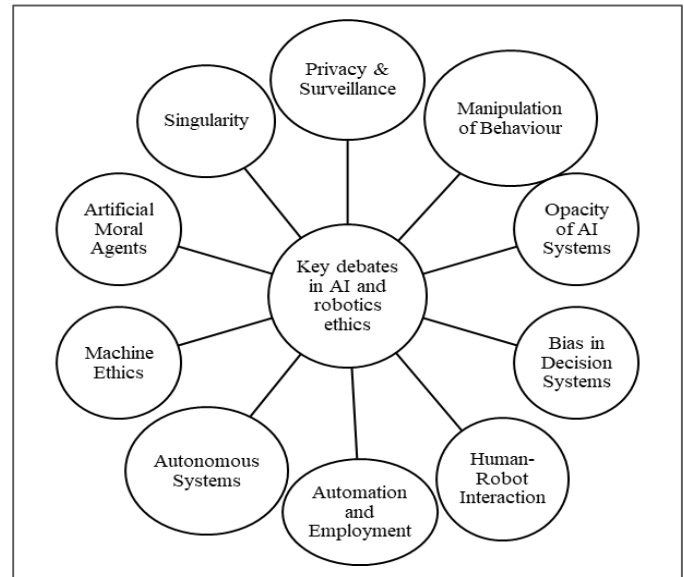 Privacy &
Surveillance
Manipulation
of Behaviour
Opacity
of AI
Systems
Bias in
Decision
Systems
Human-
Robot
Interaction
Automation
and
Employment
Autonomous
Systems
Machine
Ethics
Artificial
Moral
Agents
Singularity
Key debates
in AI and
robotics
ethics